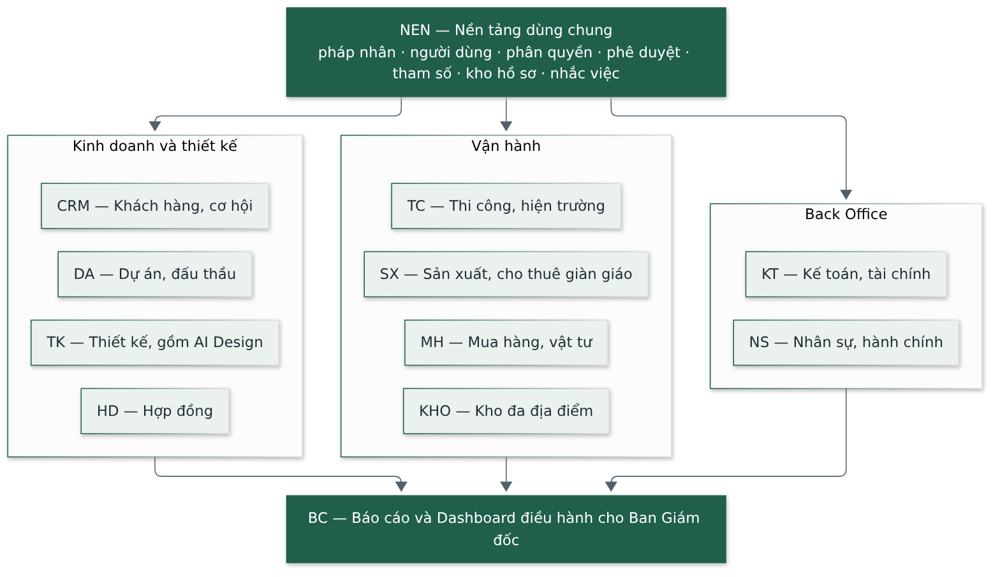 NEN — Nền tảng dùng chung
pháp nhân · người dùng · phân quyền · phê duyệt ·
tham số · kho hồ sơ · nhắc việc
Kinh doanh và thiết kế
CRM — Khách hàng, cơ hội
DA — Dự án, đấu thầu
TK — Thiết kế, gồm AI Design
HD — Hợp đồng
Vận hành
TC — Thi công, hiện trường
SX — Sản xuất, cho thuê giàn giáo
MH — Mua hàng, vật tư
KHO — Kho đa địa điểm
Back Office
KT — Kế toán, tài chính
NS — Nhân sự, hành chính
BC — Báo cáo và Dashboard điều hành cho Ban Giám
đốc